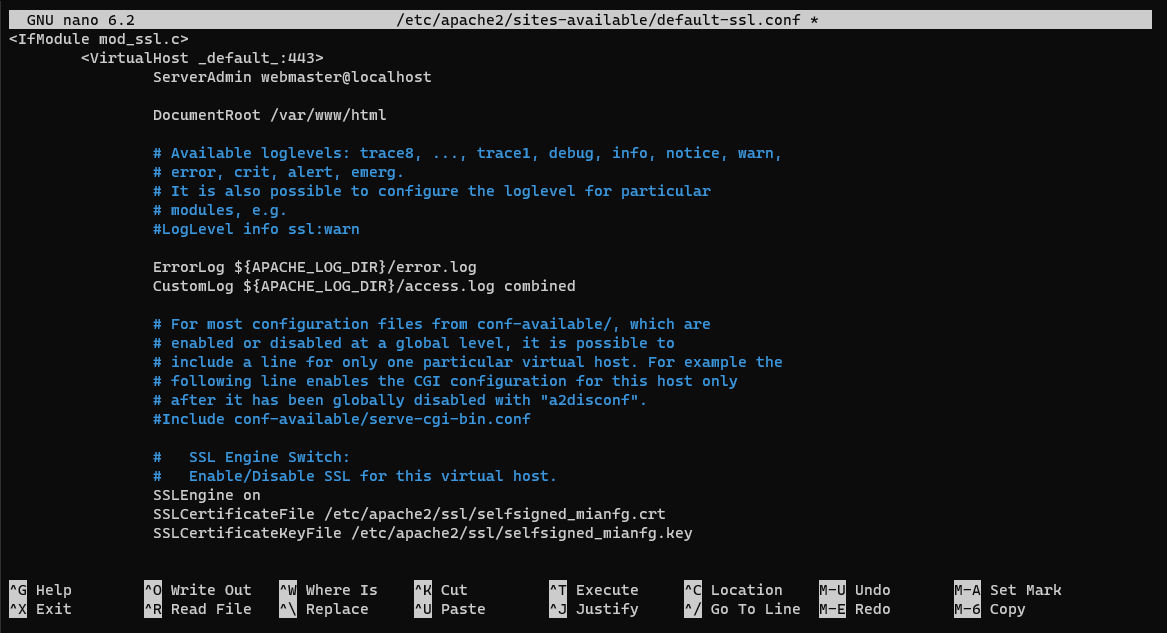 GNU nano 6.2 /etc/apache2/sites-available/default-ssl.conf *
<IfModule mod_ssl.c>
<VirtualHost _default_:443>
ServerAdmin webmaster@localhost
DocumentRoot /var/www/html
# Available loglevels: trace8, ..., trace1, debug, info, notice, warn,
# error, crit, alert, emerg.
# It is also possible to configure the loglevel for particular
# modules, e.g.
#LogLevel info ssl:warn
ErrorLog ${APACHE_LOG_DIR}/error.log
CustomLog ${APACHE_LOG_DIR}/access.log combined
# For most configuration files from conf-available/, which are
# enabled or disabled at a global level, it is possible to
# include a line for only one particular virtual host. For example the
# following line enables the CGI configuration for this host only
# after it has been globally disabled with "a2disconf".
#Include conf-available/serve-cgi-bin.conf
#   SSL Engine Switch:
#   Enable/Disable SSL for this virtual host.
SSLEngine on
SSLCertificateFile /etc/apache2/ssl/selfsigned_mianfg.crt
SSLCertificateKeyFile /etc/apache2/ssl/selfsigned_mianfg.key
^G Help ^O Write Out ^W Where Is ^K Cut ^T Execute ^C Location M-U Undo M-A Set Mark
^X Exit ^R Read File ^\ Replace ^U Paste ^J Justify ^/ Go To Line M-E Redo M-6 Copy